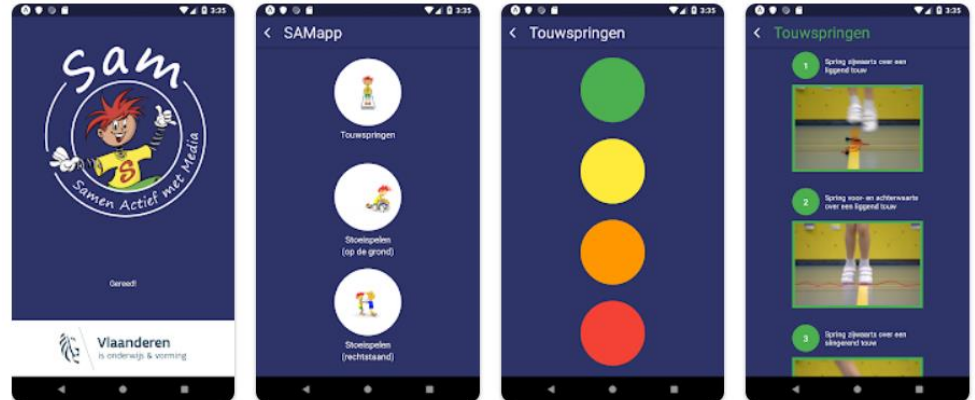 3:35
Sam
Samen Actief met Media
S
Gereed!
Vlaanderen
is onderwijs & vorming
3:35
SAMapp
Touwspringen
Stoeispelen
(op de grond)
Stoeispelen
(rechtstaand)
3:35
Touwspringen
3:35
Touwspringen
1
Spring zijwaarts over een
liggend touw
2
Spring voor- en achterwaarts
over een liggend touw
3
Spring zijwaarts over een
slingerend touw